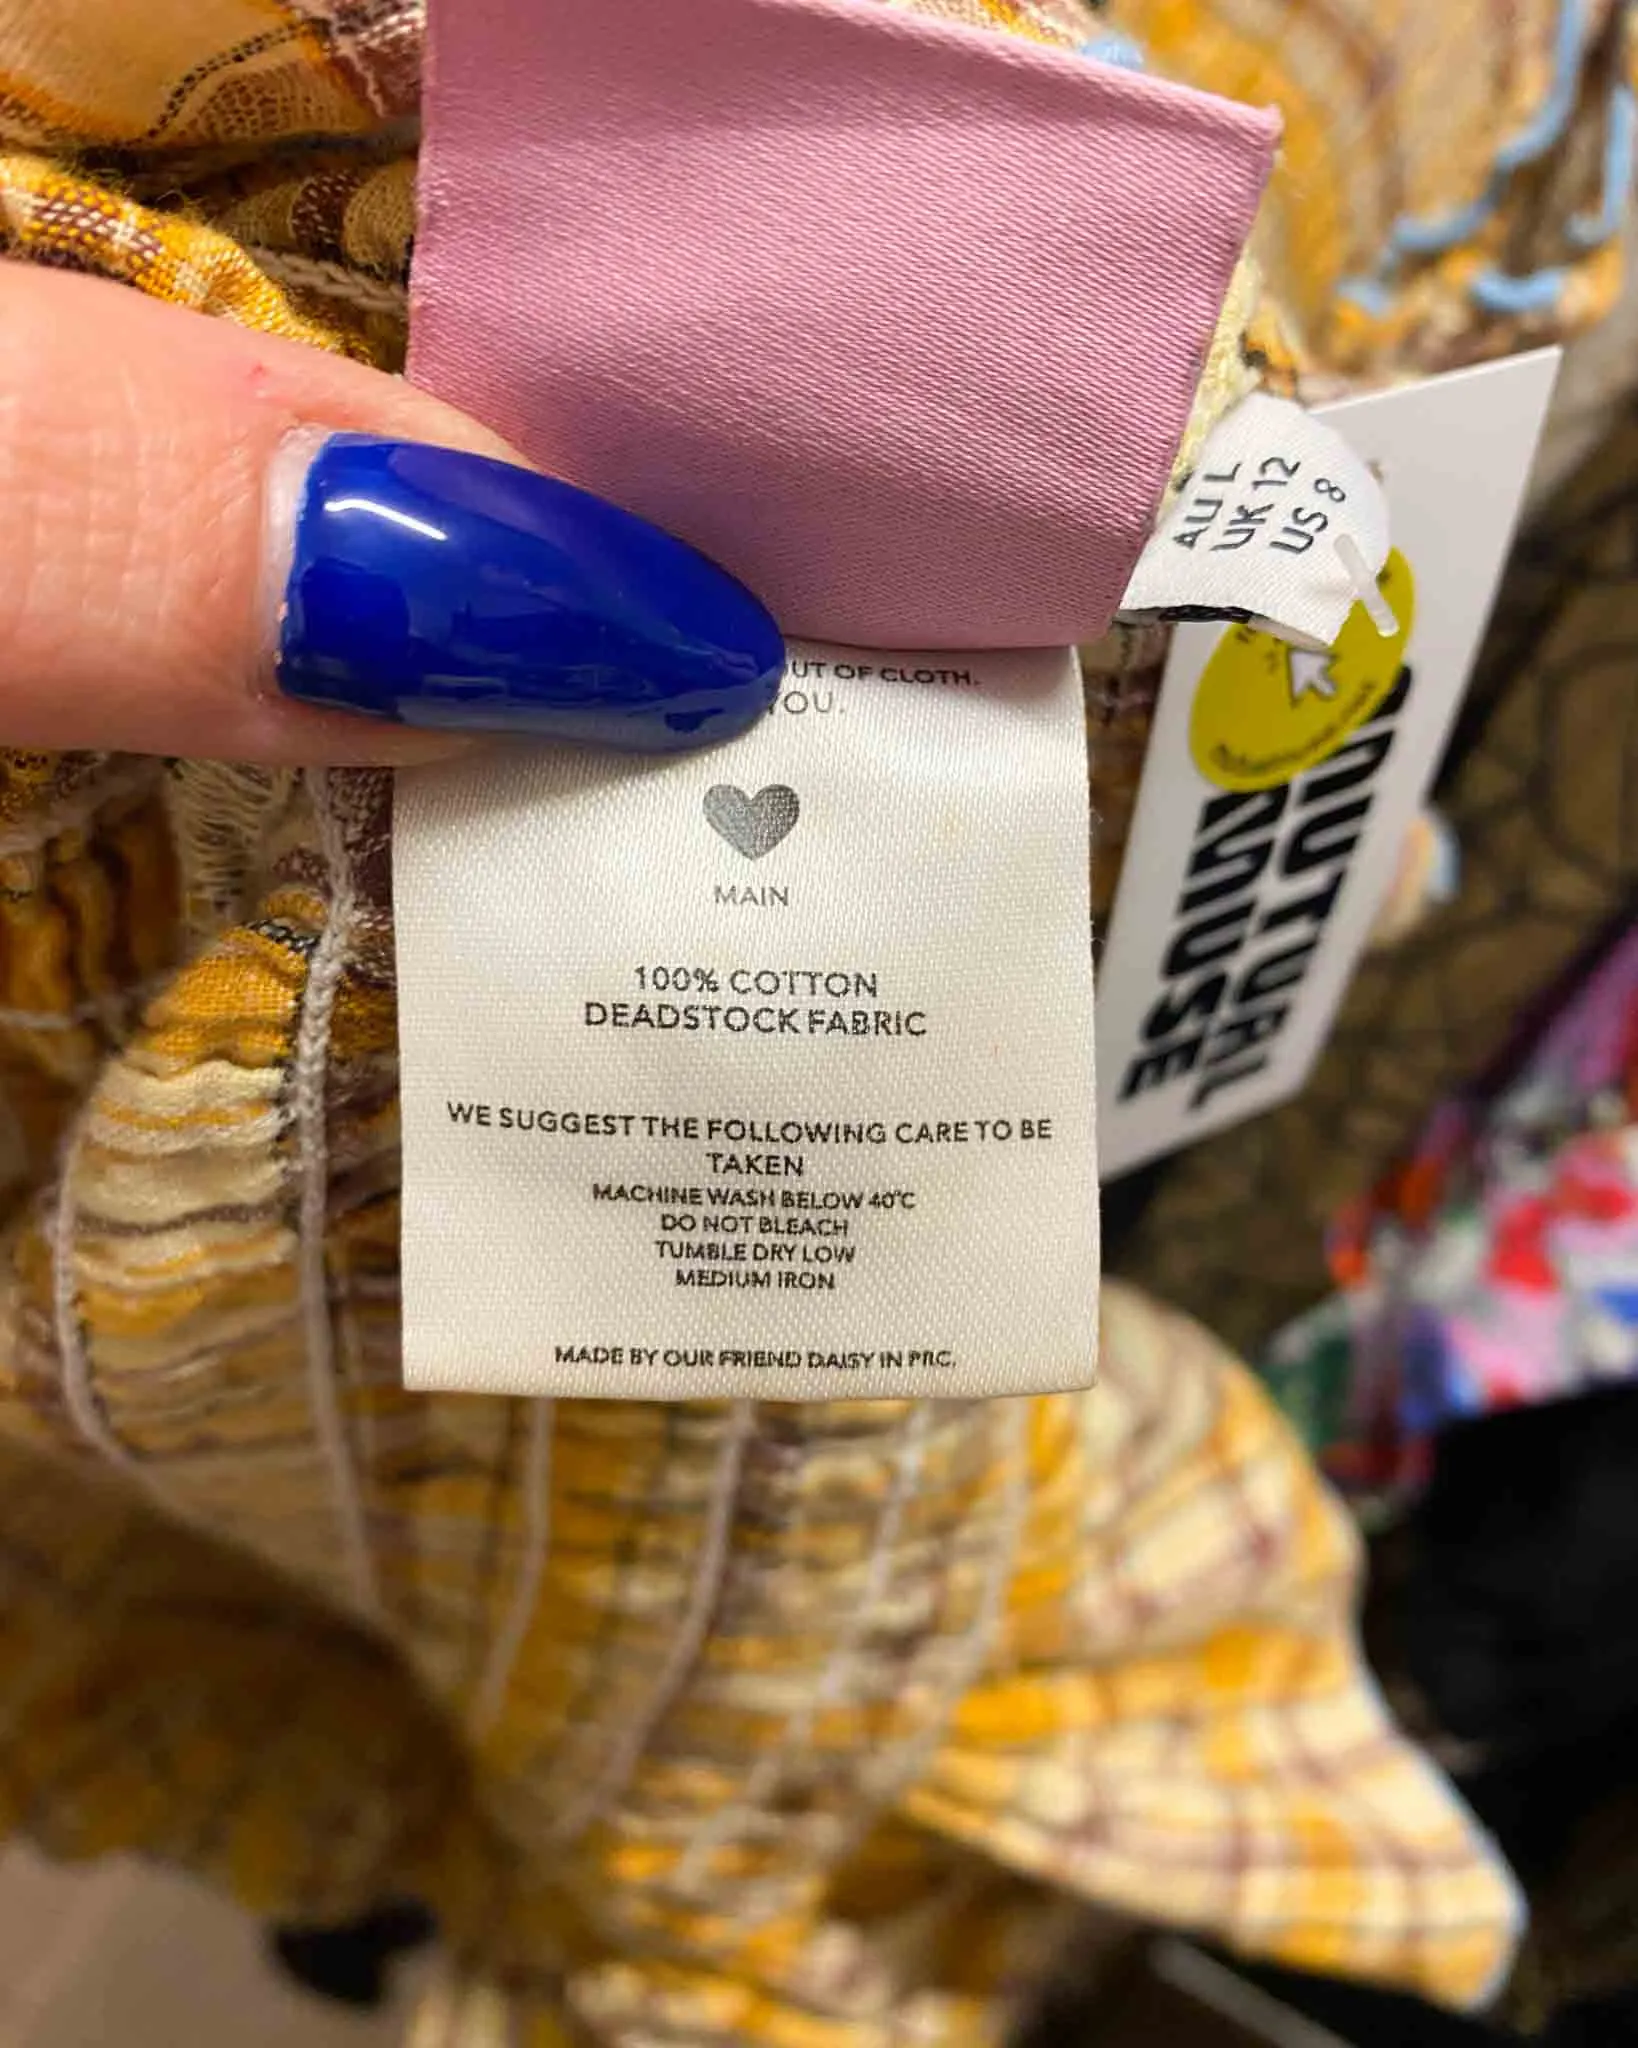 AU L
UK 12
US 8
OUT OF CLOTH.
YOU.
MAIN
100% COTTON
DEADSTOCK FABRIC
WE SUGGEST THE FOLLOWING CARE TO BE
TAKEN
MACHINE WASH BELOW 40°C
DO NOT BLEACH
TUMBLE DRY LOW
MEDIUM IRON
MADE BY OUR FRIEND DAISY IN PRC.
MUTUAL
MUSE